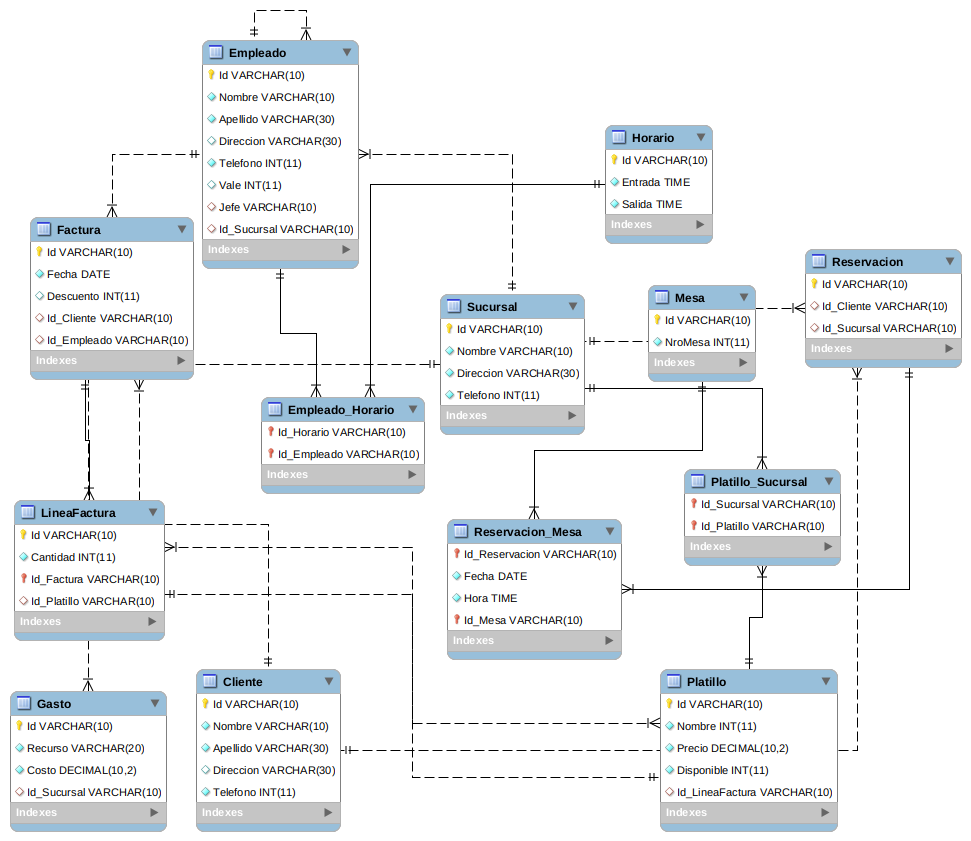 Empleado
Id VARCHAR(10)
Nombre VARCHAR(10)
Apellido VARCHAR(30)
Direccion VARCHAR(30)
Telefono INT(11)
Vale INT(11)
Jefe VARCHAR(10)
Id_Sucursal VARCHAR(10)
Indexes
Horario
Id VARCHAR(10)
Entrada TIME
Salida TIME
Indexes
Factura
Id VARCHAR(10)
Fecha DATE
Descuento INT(11)
Id_Cliente VARCHAR(10)
Id_Empleado VARCHAR(10)
Indexes
Reservacion
Id VARCHAR(10)
Id_Cliente VARCHAR(10)
Id_Sucursal VARCHAR(10)
Indexes
Sucursal
Id VARCHAR(10)
Nombre VARCHAR(10)
Direccion VARCHAR(30)
Telefono INT(11)
Indexes
Mesa
Id VARCHAR(10)
NroMesa INT(11)
Indexes
Empleado_Horario
Id_Horario VARCHAR(10)
Id_Empleado VARCHAR(10)
Indexes
Platillo_Sucursal
Id_Sucursal VARCHAR(10)
Id_Platillo VARCHAR(10)
Indexes
LineaFactura
Id VARCHAR(10)
Cantidad INT(11)
Id_Factura VARCHAR(10)
Id_Platillo VARCHAR(10)
Indexes
Reservacion_Mesa
Id_Reservacion VARCHAR(10)
Fecha DATE
Hora TIME
Id_Mesa VARCHAR(10)
Indexes
Gasto
Id VARCHAR(10)
Recurso VARCHAR(20)
Costo DECIMAL(10,2)
Id_Sucursal VARCHAR(10)
Indexes
Cliente
Id VARCHAR(10)
Nombre VARCHAR(10)
Apellido VARCHAR(30)
Direccion VARCHAR(30)
Telefono INT(11)
Indexes
Platillo
Id VARCHAR(10)
Nombre INT(11)
Precio DECIMAL(10,2)
Disponible INT(11)
Id_LineaFactura VARCHAR(10)
Indexes